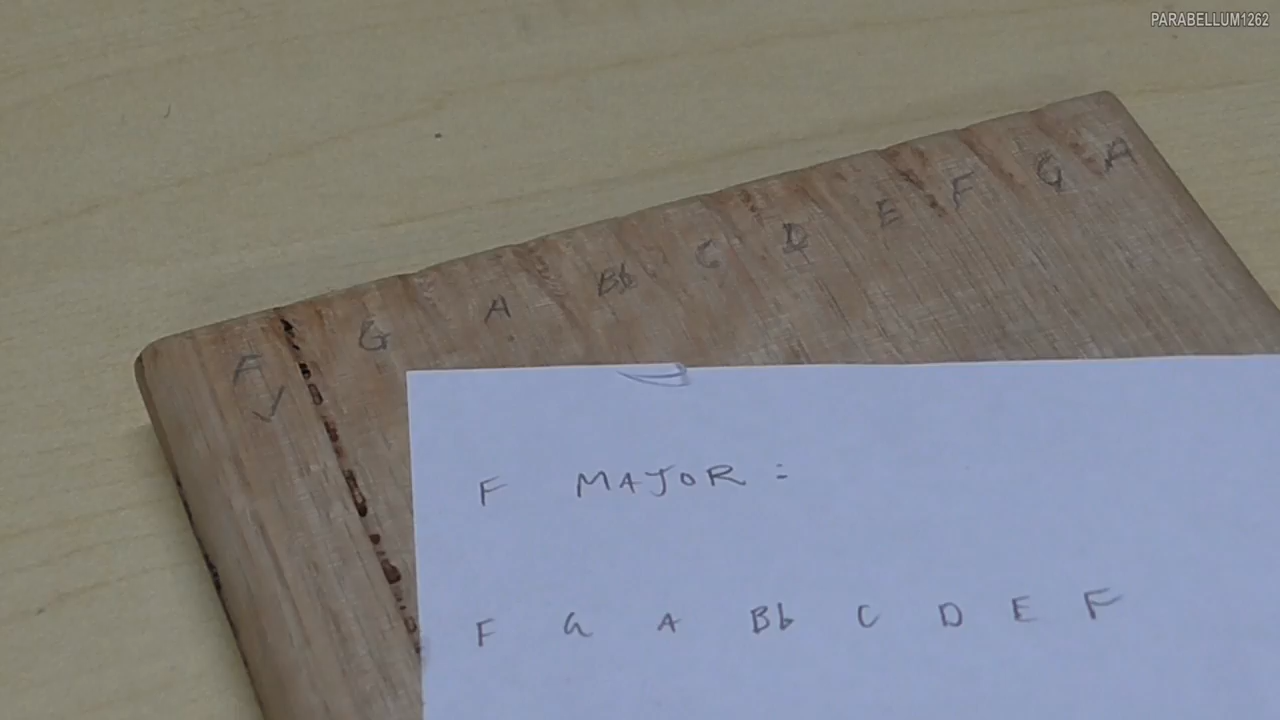 PARABELLUM1262
F G A Bb C D E F G A
F MAJOR :
F G A Bb C D E F